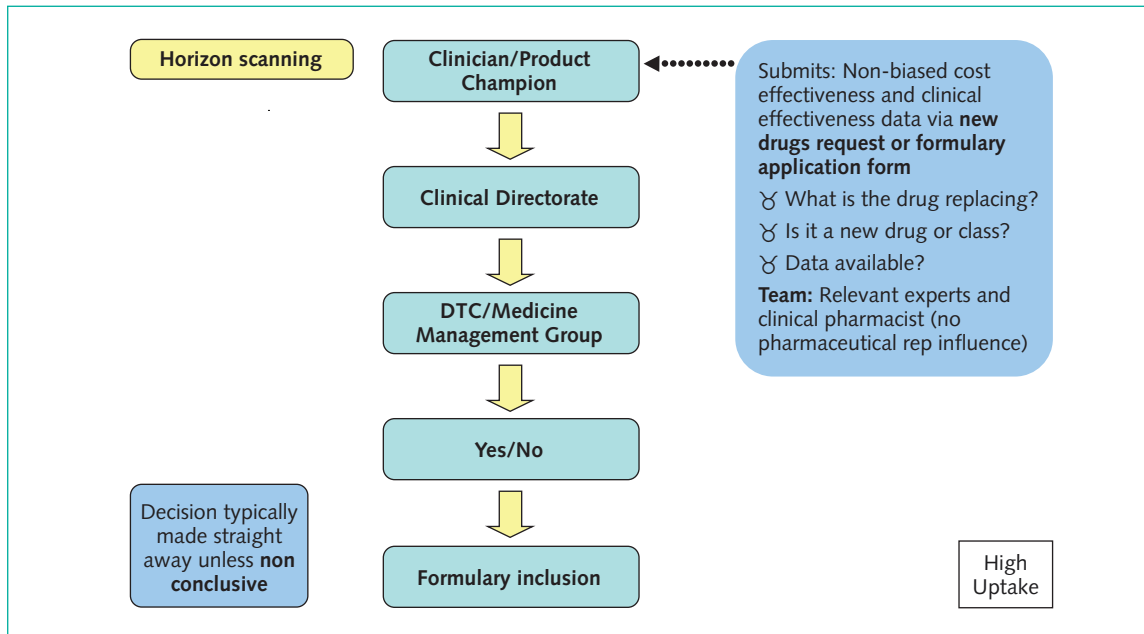 Horizon scanning
Clinician/Product
Champion
Submits: Non-biased cost
effectiveness and clinical
effectiveness data via new
drugs request or formulary
application form
♉ What is the drug replacing?
♉ Is it a new drug or class?
♉ Data available?
Team: Relevant experts and
clinical pharmacist (no
pharmaceutical rep influence)
Clinical Directorate
DTC/Medicine
Management Group
Yes/No
Decision typically
made straight
away unless non
conclusive
Formulary inclusion
High
Uptake